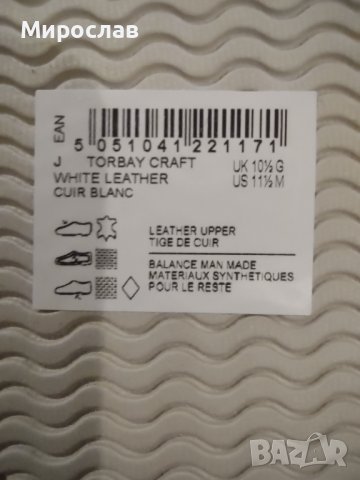 Мирослав
EAN
5 051041 221171
J TORBAY CRAFT UK 10½ G
WHITE LEATHER US 11½ M
CUIR BLANC
LEATHER UPPER
TIGE DE CUIR
BALANCE MAN MADE
MATERIAUX SYNTHETIQUES
POUR LE RESTE
BAZAR